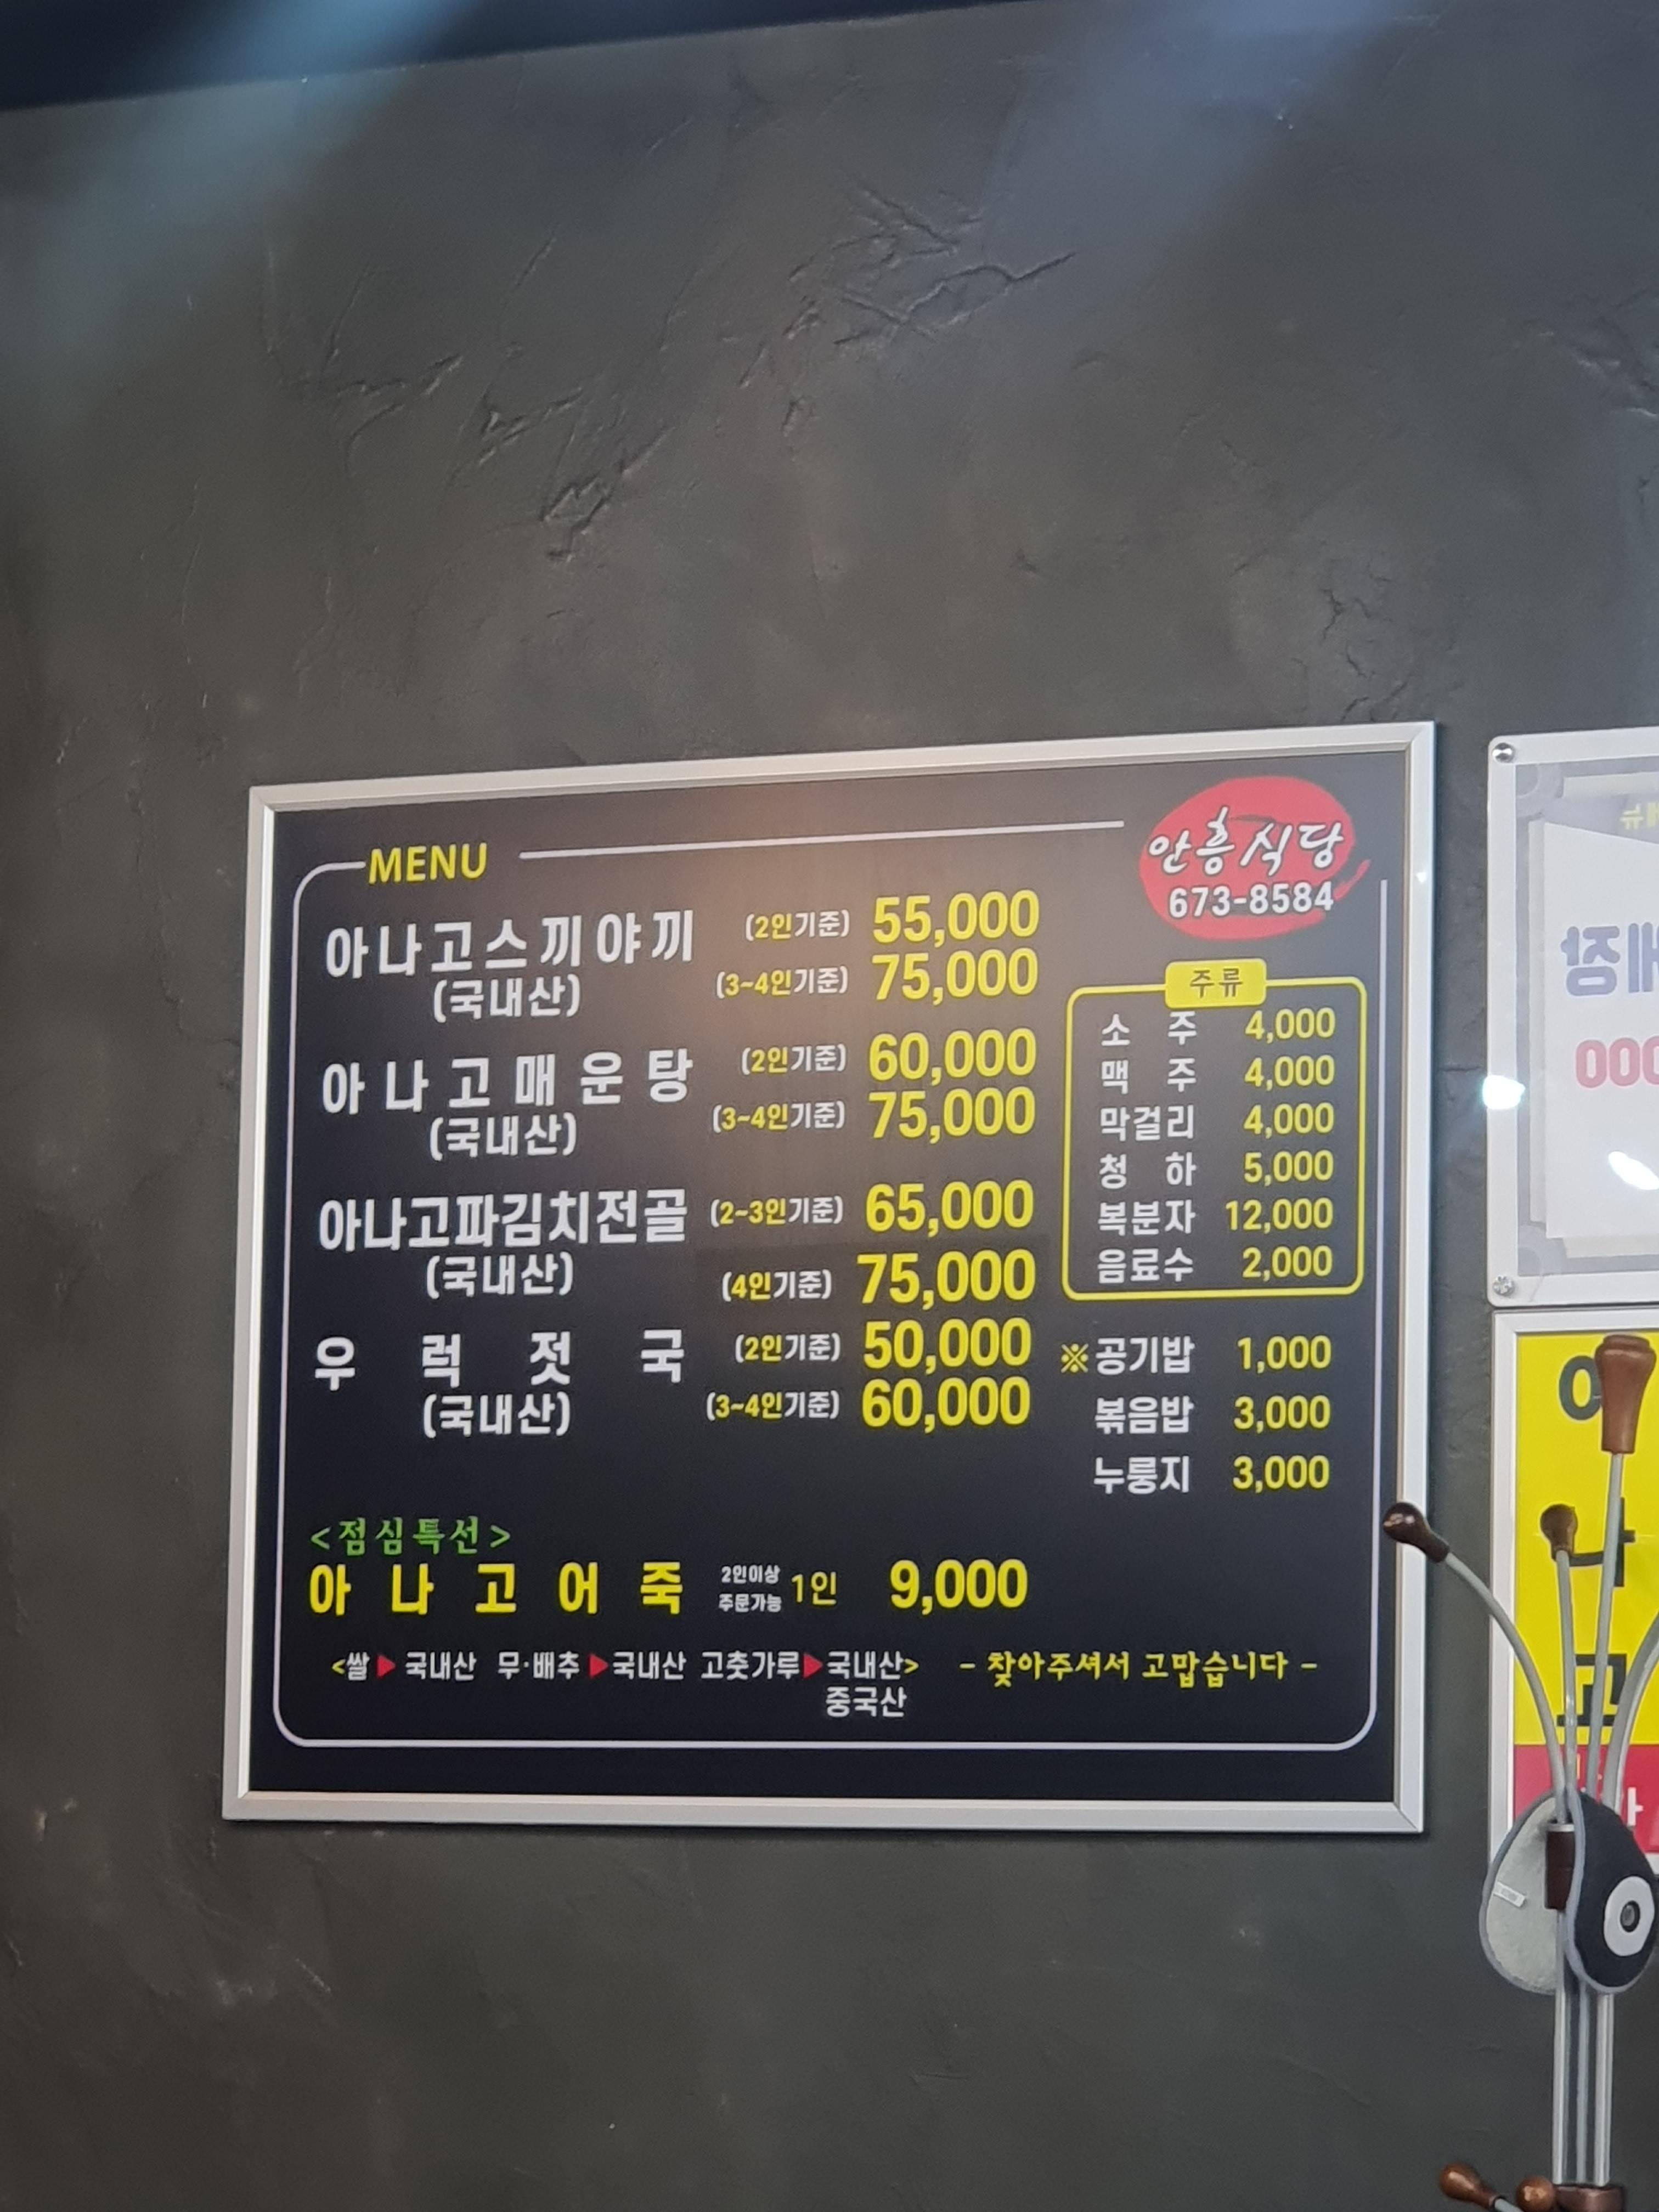 MENU
안흥식당
673-8584
아나고스끼야끼 (2인기준) 55,000
(국내산) (3~4인기준) 75,000
아나고매운탕 (2인기준) 60,000
(국내산) (3~4인기준) 75,000
아나고파김치전골 (2~3인기준) 65,000
(국내산) (4인기준) 75,000
우럭젓국 (2인기준) 50,000
(국내산) (3~4인기준) 60,000
주류
소주 4,000
맥주 4,000
막걸리 4,000
청하 5,000
복분자 12,000
음료수 2,000
※공기밥 1,000
볶음밥 3,000
누룽지 3,000
<점심특선>
아나고어죽 2인이상 주문가능 1인 9,000
<쌀▶국내산 무·배추▶국내산 고춧가루▶국내산> - 찾아주셔서 고맙습니다 -
중국산
000
나
고